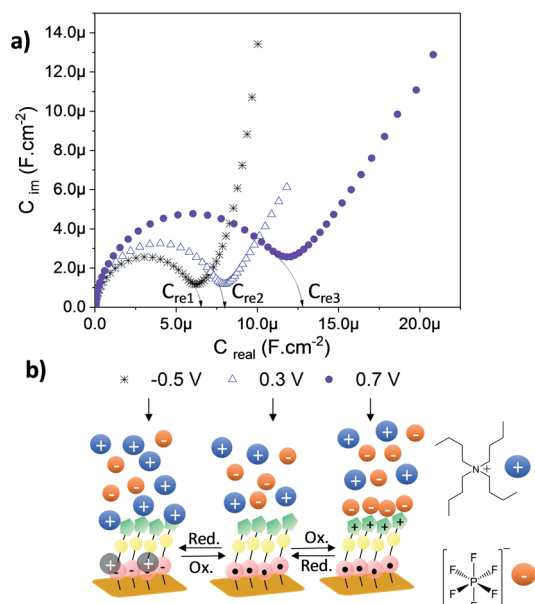 a)
14.0μ
12.0μ
10.0μ
8.0μ
6.0μ
4.0μ
2.0μ
0.0
C im (F.cm-2)
Cre1 Cre2 Cre3
0.0 5.0μ 10.0μ 15.0μ 20.0μ
C real (F.cm-2)
b)
-0.5 V 0.3 V 0.7 V
Red. Ox.
Ox. Red.
N+
F
F F
P
F F
F
-